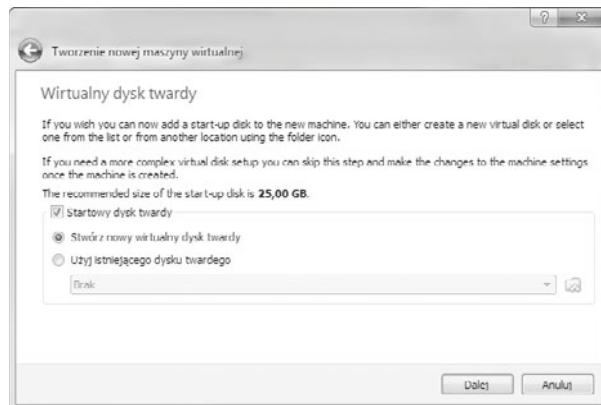 Tworzenie nowej maszyny wirtualnej
Wirtualny dysk twardy
If you wish you can now add a start-up disk to the new machine. You can either create a new virtual disk or select
one from the list or from another location using the folder icon.
If you need a more complex virtual disk setup you can skip this step and make the changes to the machine settings
once the machine is created.
The recommended size of the start-up disk is 25,00 GB.
Startowy dysk twardy
Stwórz nowy wirtualny dysk twardy
Użyj istniejącego dysku twardego
Brak
Dalej Anuluj